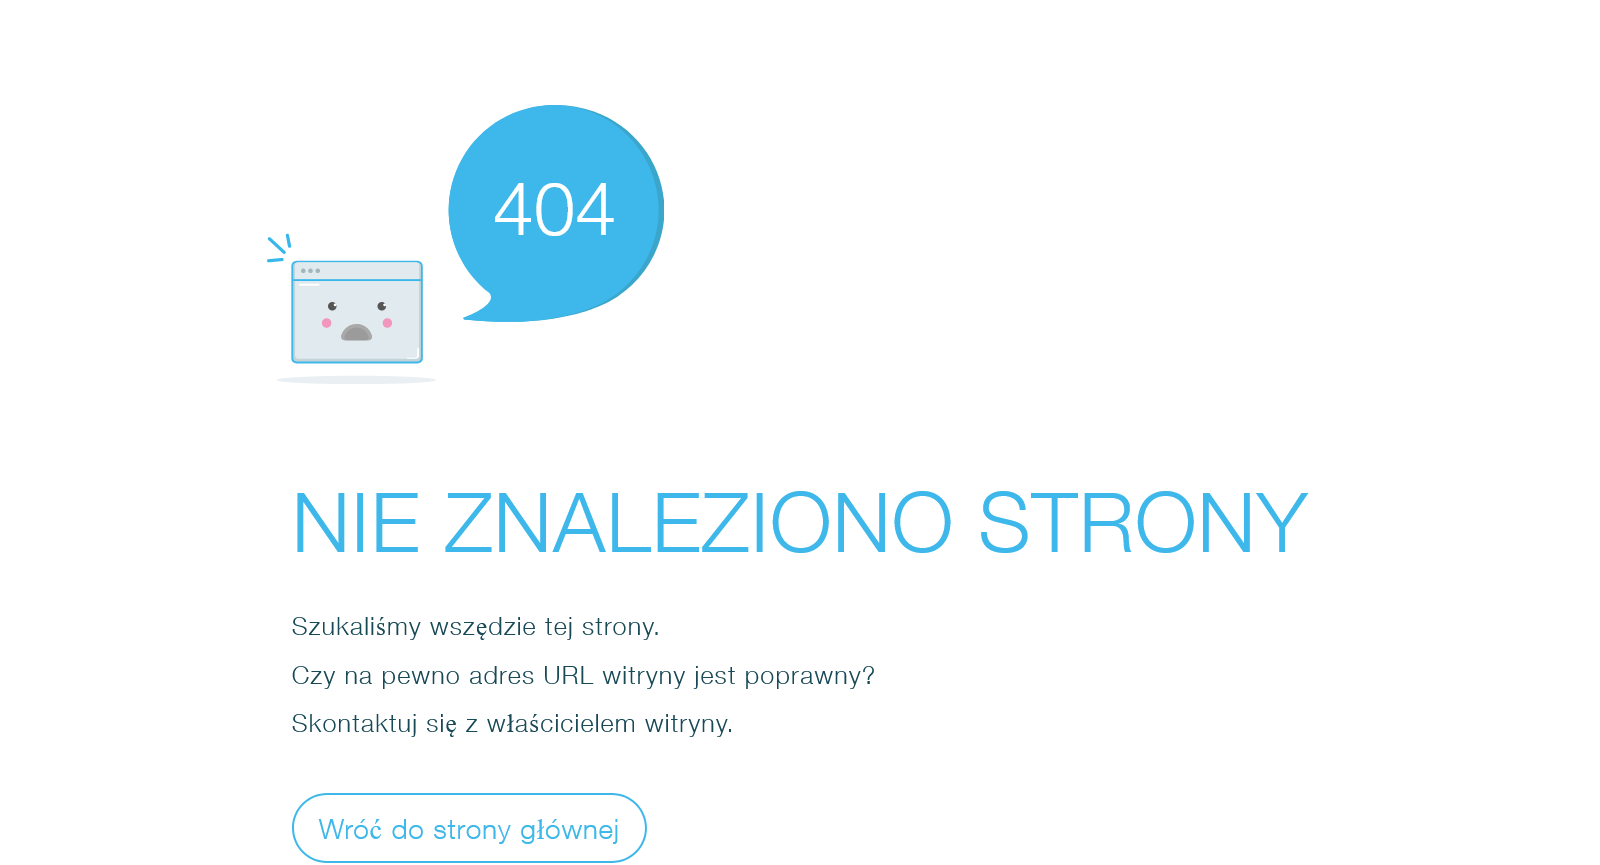 404
NIE ZNALEZIONO STRONY
Szukaliśmy wszędzie tej strony.
Czy na pewno adres URL witryny jest poprawny?
Skontaktuj się z właścicielem witryny.
Wróć do strony głównej